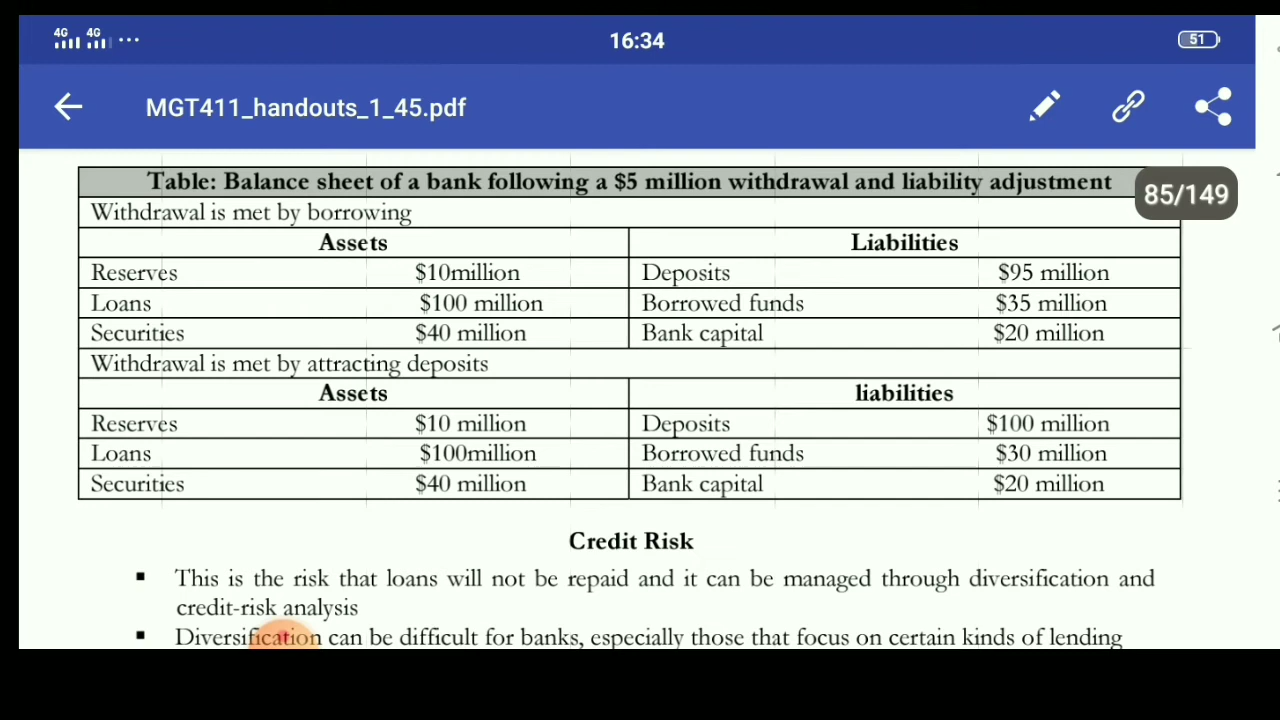 4G 4G ... 16:34 51
MGT411_handouts_1_45.pdf
Table: Balance sheet of a bank following a $5 million withdrawal and liability adjustment
85/149
Withdrawal is met by borrowing
Assets Liabilities
Reserves $10million Deposits $95 million
Loans $100 million Borrowed funds $35 million
Securities $40 million Bank capital $20 million
Withdrawal is met by attracting deposits
Assets liabilities
Reserves $10 million Deposits $100 million
Loans $100million Borrowed funds $30 million
Securities $40 million Bank capital $20 million
Credit Risk
▪ This is the risk that loans will not be repaid and it can be managed through diversification and
credit-risk analysis
▪ Diversification can be difficult for banks, especially those that focus on certain kinds of lending